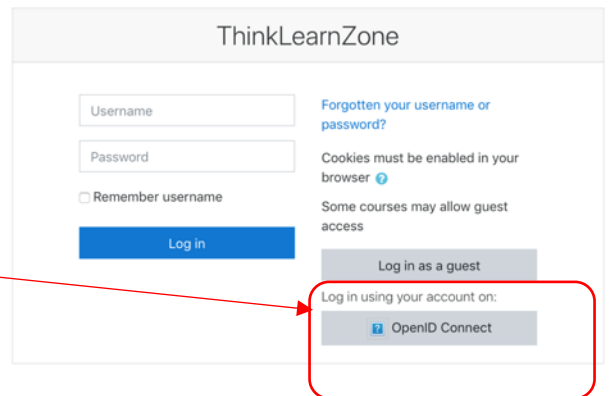 ThinkLearnZone
Username
Password
Remember username
Log in
Forgotten your username or
password?
Cookies must be enabled in your
browser ?
Some courses may allow guest
access
Log in as a guest
Log in using your account on:
? OpenID Connect